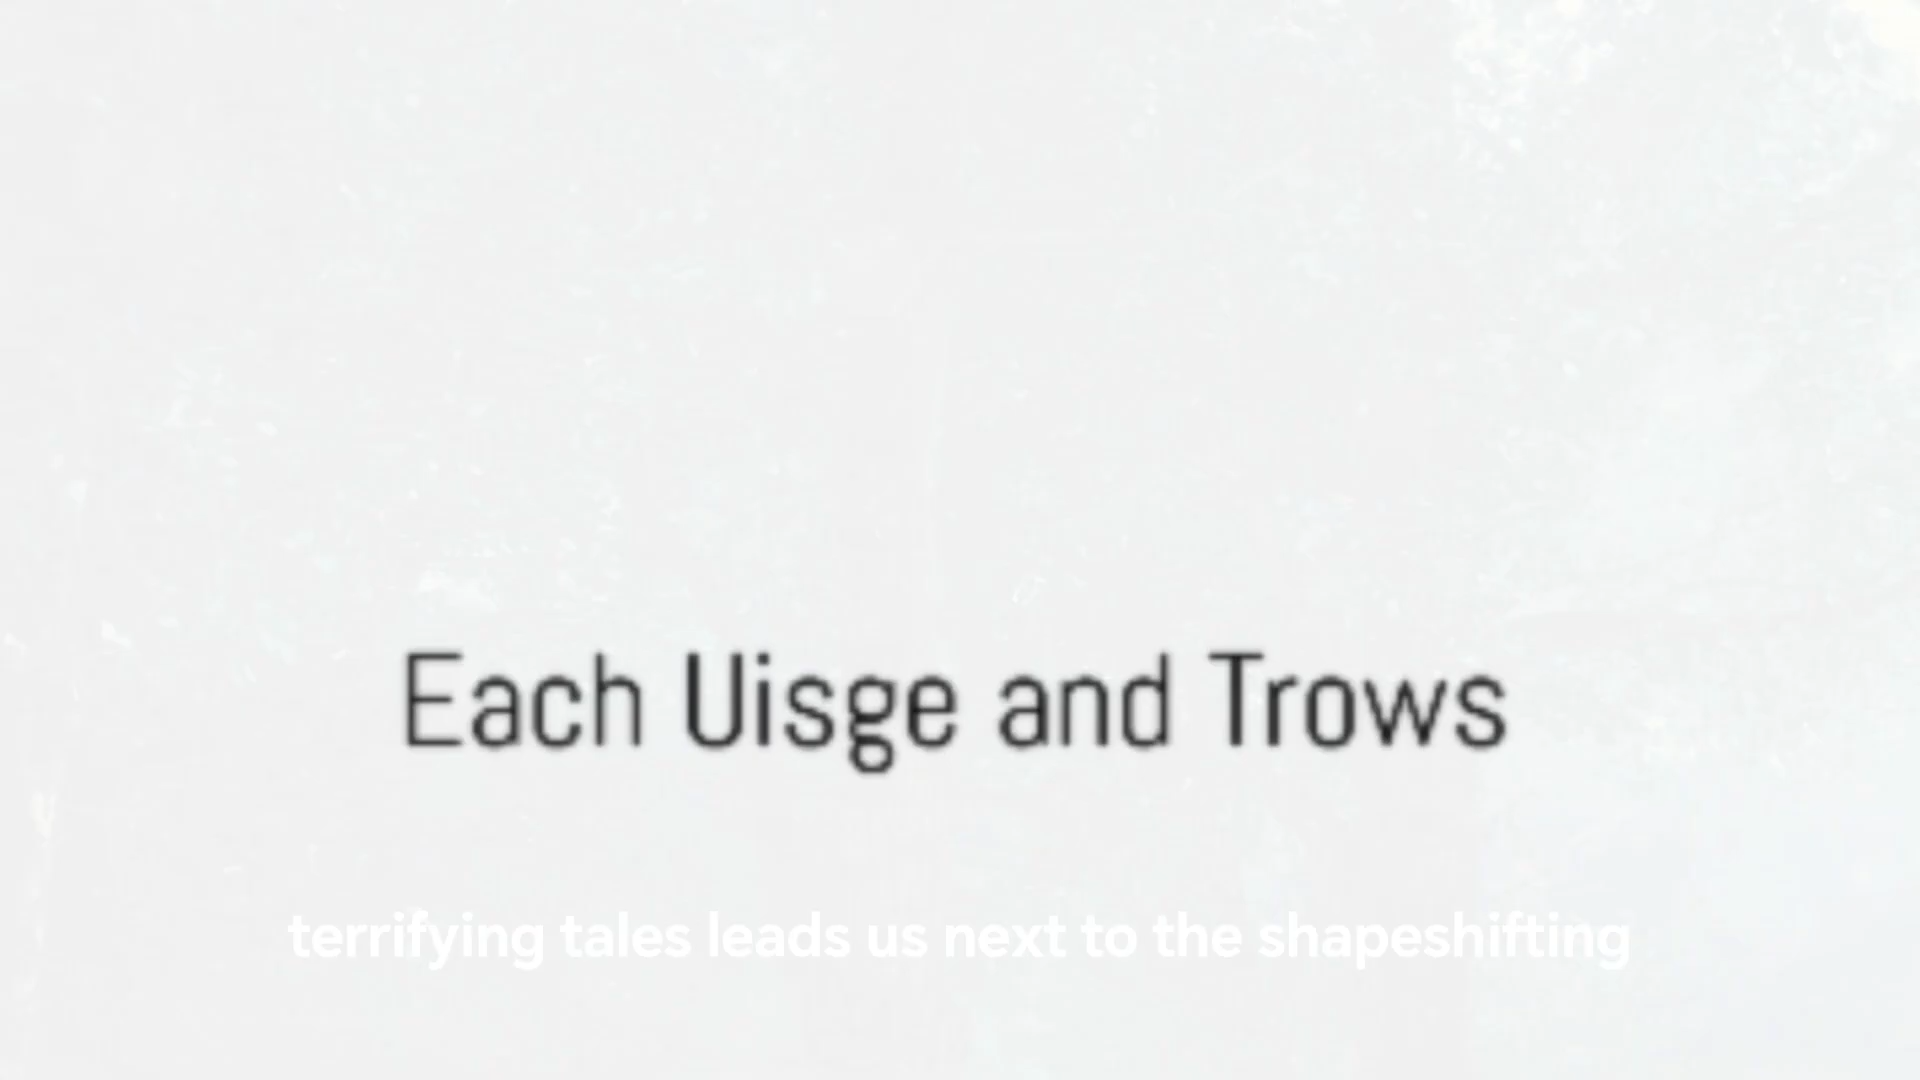 Each Uisge and Trows
terrifying tales leads us next to the shapeshifting